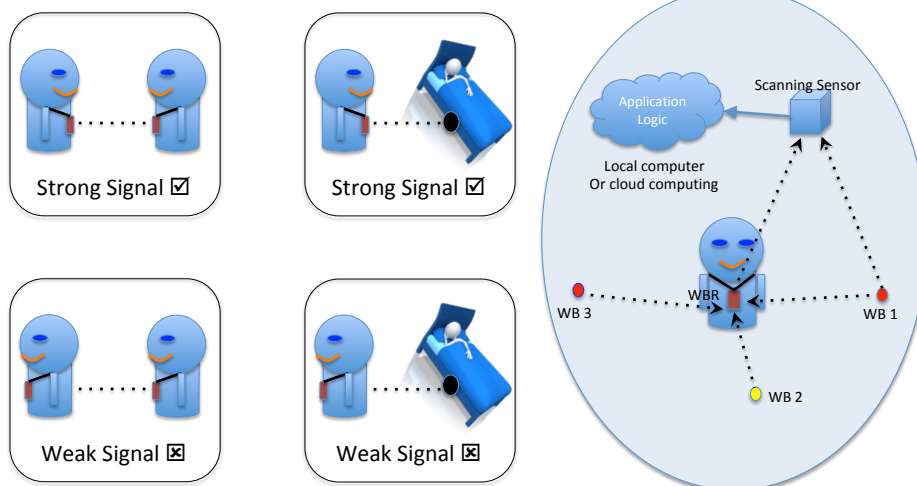 Strong Signal ☑
Strong Signal ☑
Weak Signal ☒
Weak Signal ☒
Scanning Sensor
Application
Logic
Local computer
Or cloud computing
WBR
WB 3
WB 1
WB 2